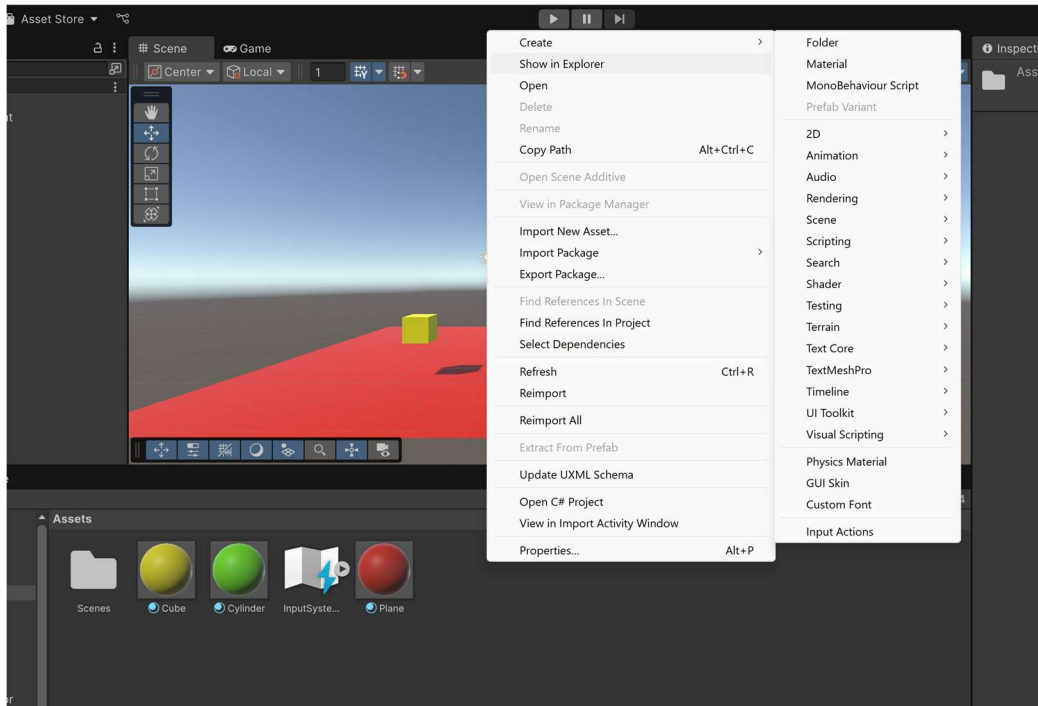 Asset Store
Scene
Game
Inspect
Center
Local
1
Ass
Create
Show in Explorer
Open
Delete
Rename
Copy Path Alt+Ctrl+C
Open Scene Additive
View in Package Manager
Import New Asset...
Import Package
Export Package...
Find References In Scene
Find References In Project
Select Dependencies
Refresh Ctrl+R
Reimport
Reimport All
Extract From Prefab
Update UXML Schema
Open C# Project
View in Import Activity Window
Properties... Alt+P
Folder
Material
MonoBehaviour Script
Prefab Variant
2D
Animation
Audio
Rendering
Scene
Scripting
Search
Shader
Testing
Terrain
Text Core
TextMeshPro
Timeline
UI Toolkit
Visual Scripting
Physics Material
GUI Skin
Custom Font
Input Actions
Assets
Scenes
Cube
Cylinder
InputSyste...
Plane